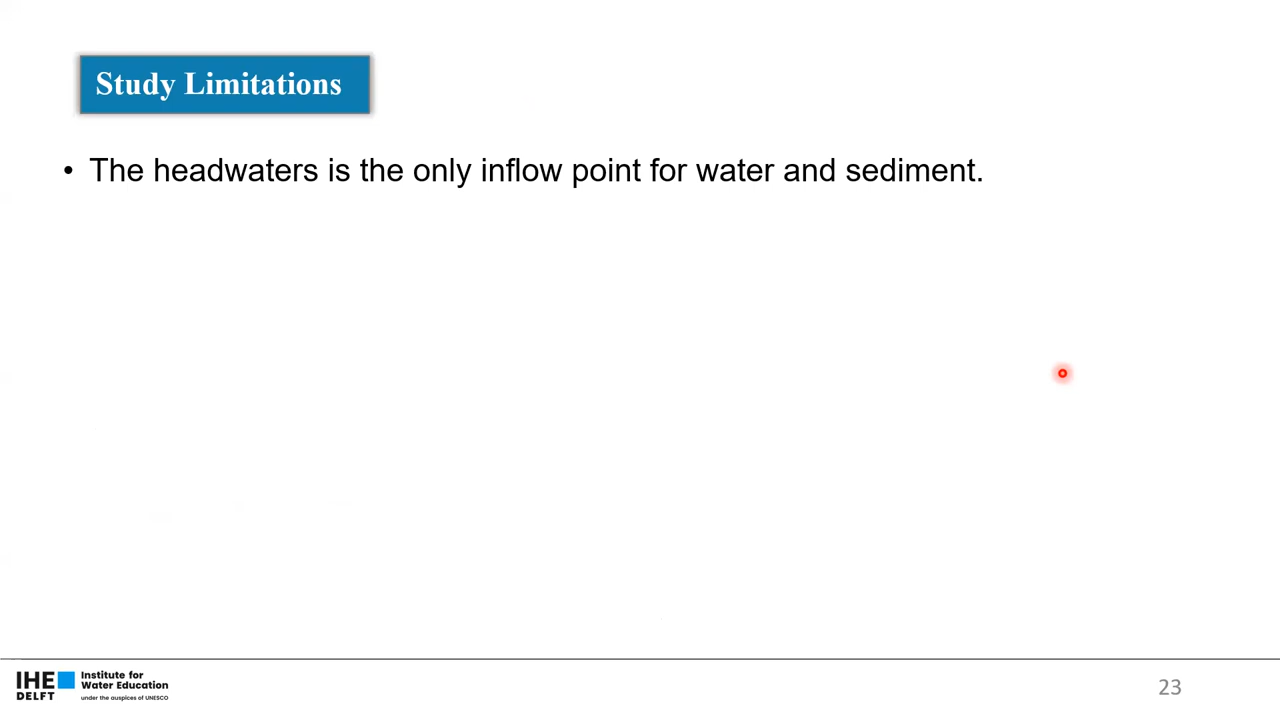 Study Limitations
• The headwaters is the only inflow point for water and sediment.
IHE DELFT
Institute for
Water Education
under the auspices of UNESCO
23